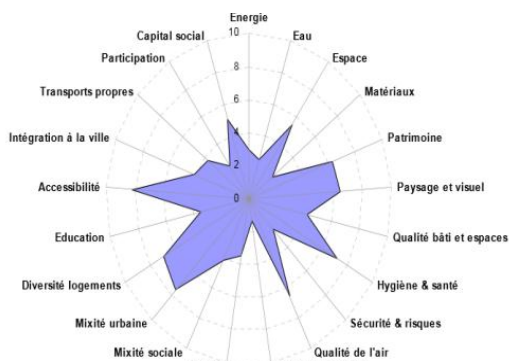 Energie
10
Capital social
Eau
Participation
Espace
8
Transports propres
Matériaux
6
Intégration à la ville
4
Patrimoine
2
Accessibilité
Paysage et visuel
0
Education
Qualité bâti et espaces
Diversité logements
Hygiène & santé
Mixité urbaine
Sécurité & risques
Mixité sociale
Qualité de l'air